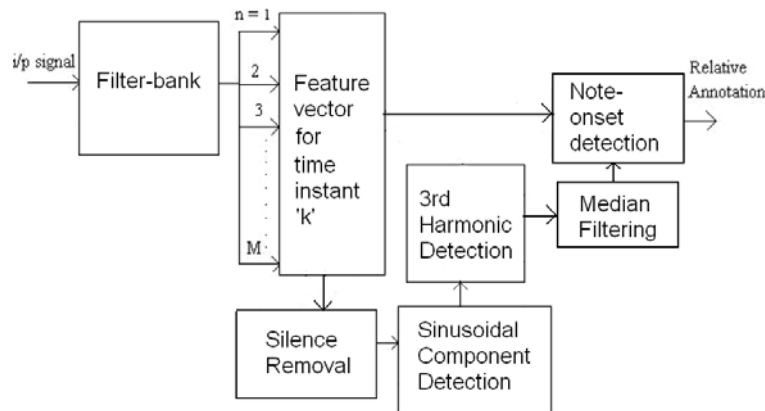 n = 1
i/p signal
Filter-bank
2
3
M
Feature
vector
for
time
instant
'k'
Note-
onset
detection
Relative
Annotation
3rd
Harmonic
Detection
Median
Filtering
Silence
Removal
Sinusoidal
Component
Detection